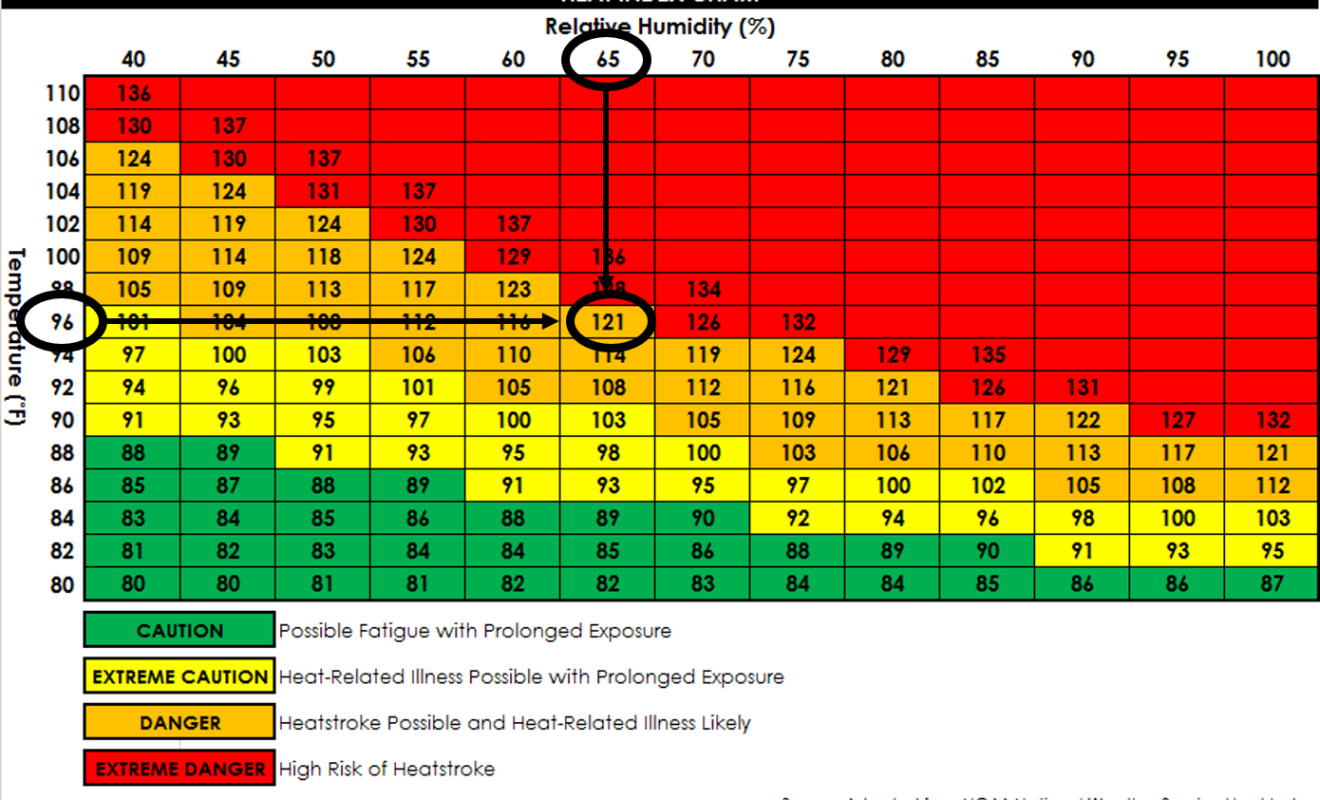 HEAT INDEX CHART
Relative Humidity (%)
40 45 50 55 60 65 70 75 80 85 90 95 100
Temperature (°F)
110 136
108 130 137
106 124 130 137
104 119 124 131 137
102 114 119 124 130 137
100 109 114 118 124 129 136
98 105 109 113 117 123 128 134
96 101 104 108 112 116 121 126 132
94 97 100 103 106 110 114 119 124 129 135
92 94 96 99 101 105 108 112 116 121 126 131
90 91 93 95 97 100 103 105 109 113 117 122 127 132
88 88 89 91 93 95 98 100 103 106 110 113 117 121
86 85 87 88 89 91 93 95 97 100 102 105 108 112
84 83 84 85 86 88 89 90 92 94 96 98 100 103
82 81 82 83 84 84 85 86 88 89 90 91 93 95
80 80 80 81 81 82 82 83 84 84 85 86 86 87
CAUTION Possible Fatigue with Prolonged Exposure
EXTREME CAUTION Heat-Related Illness Possible with Prolonged Exposure
DANGER Heatstroke Possible and Heat-Related Illness Likely
EXTREME DANGER High Risk of Heatstroke